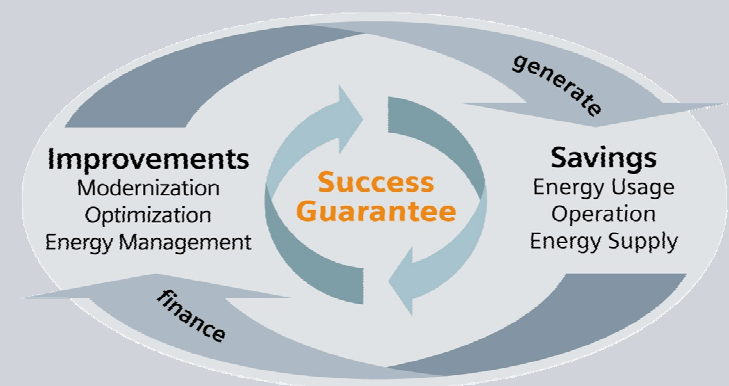 generate
Improvements
Modernization
Optimization
Energy Management
Success
Guarantee
Savings
Energy Usage
Operation
Energy Supply
finance